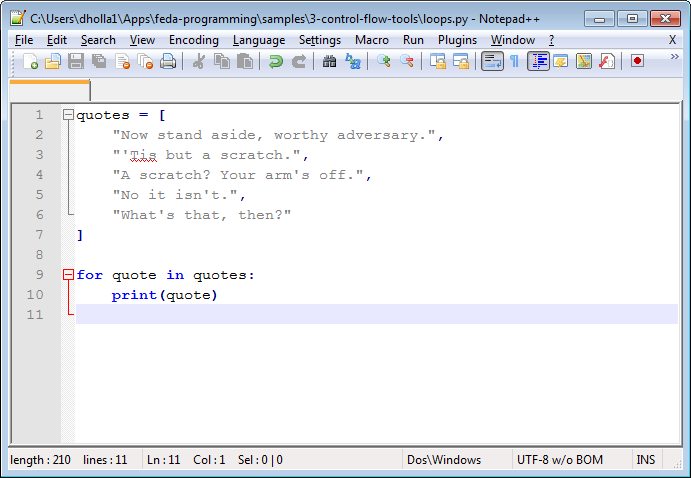 C:\Users\dholla1\Apps\feda-programming\samples\3-control-flow-tools\loops.py - Notepad++
File Edit Search View Encoding Language Settings Macro Run Plugins Window ? X
1 quotes = [
2 "Now stand aside, worthy adversary.",
3 "'Tis but a scratch.",
4 "A scratch? Your arm's off.",
5 "No it isn't.",
6 "What's that, then?"
7 ]
8
9 for quote in quotes:
10 print(quote)
11
length : 210 lines : 11 Ln : 11 Col : 1 Sel : 0 | 0 Dos\Windows UTF-8 w/o BOM INS